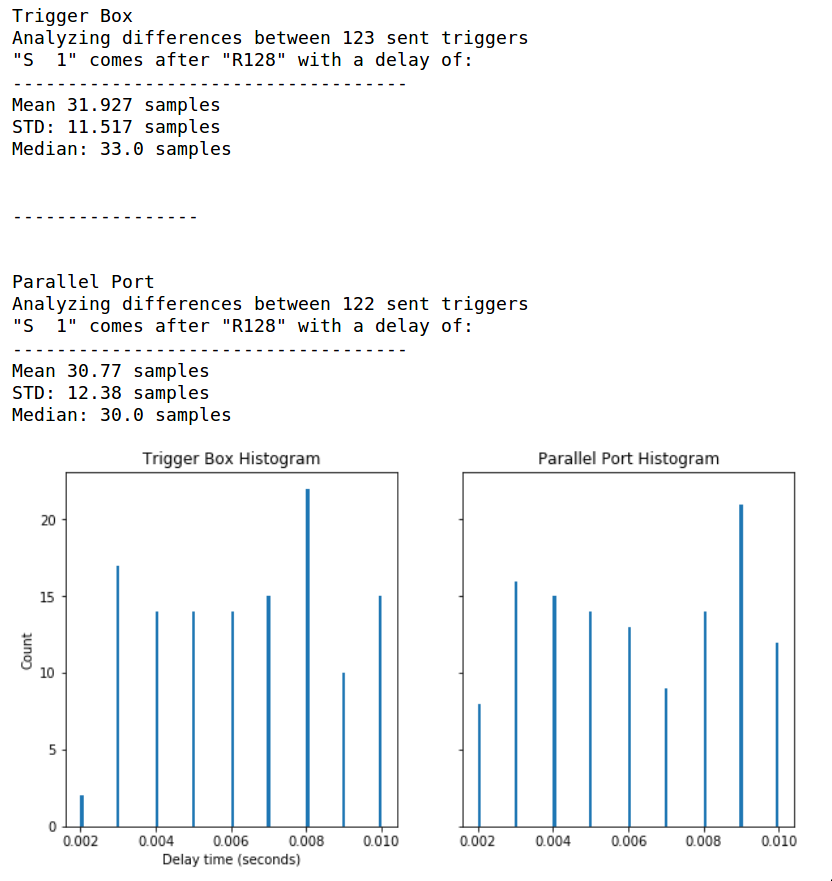 Trigger Box
Analyzing differences between 123 sent triggers
"S  1" comes after "R128" with a delay of:
------------------------------------
Mean 31.927 samples
STD: 11.517 samples
Median: 33.0 samples
-----------------
Parallel Port
Analyzing differences between 122 sent triggers
"S  1" comes after "R128" with a delay of:
------------------------------------
Mean 30.77 samples
STD: 12.38 samples
Median: 30.0 samples
Trigger Box Histogram
20
15
10
5
0
Count
0.002 0.004 0.006 0.008 0.010
Delay time (seconds)
Parallel Port Histogram
0.002 0.004 0.006 0.008 0.010